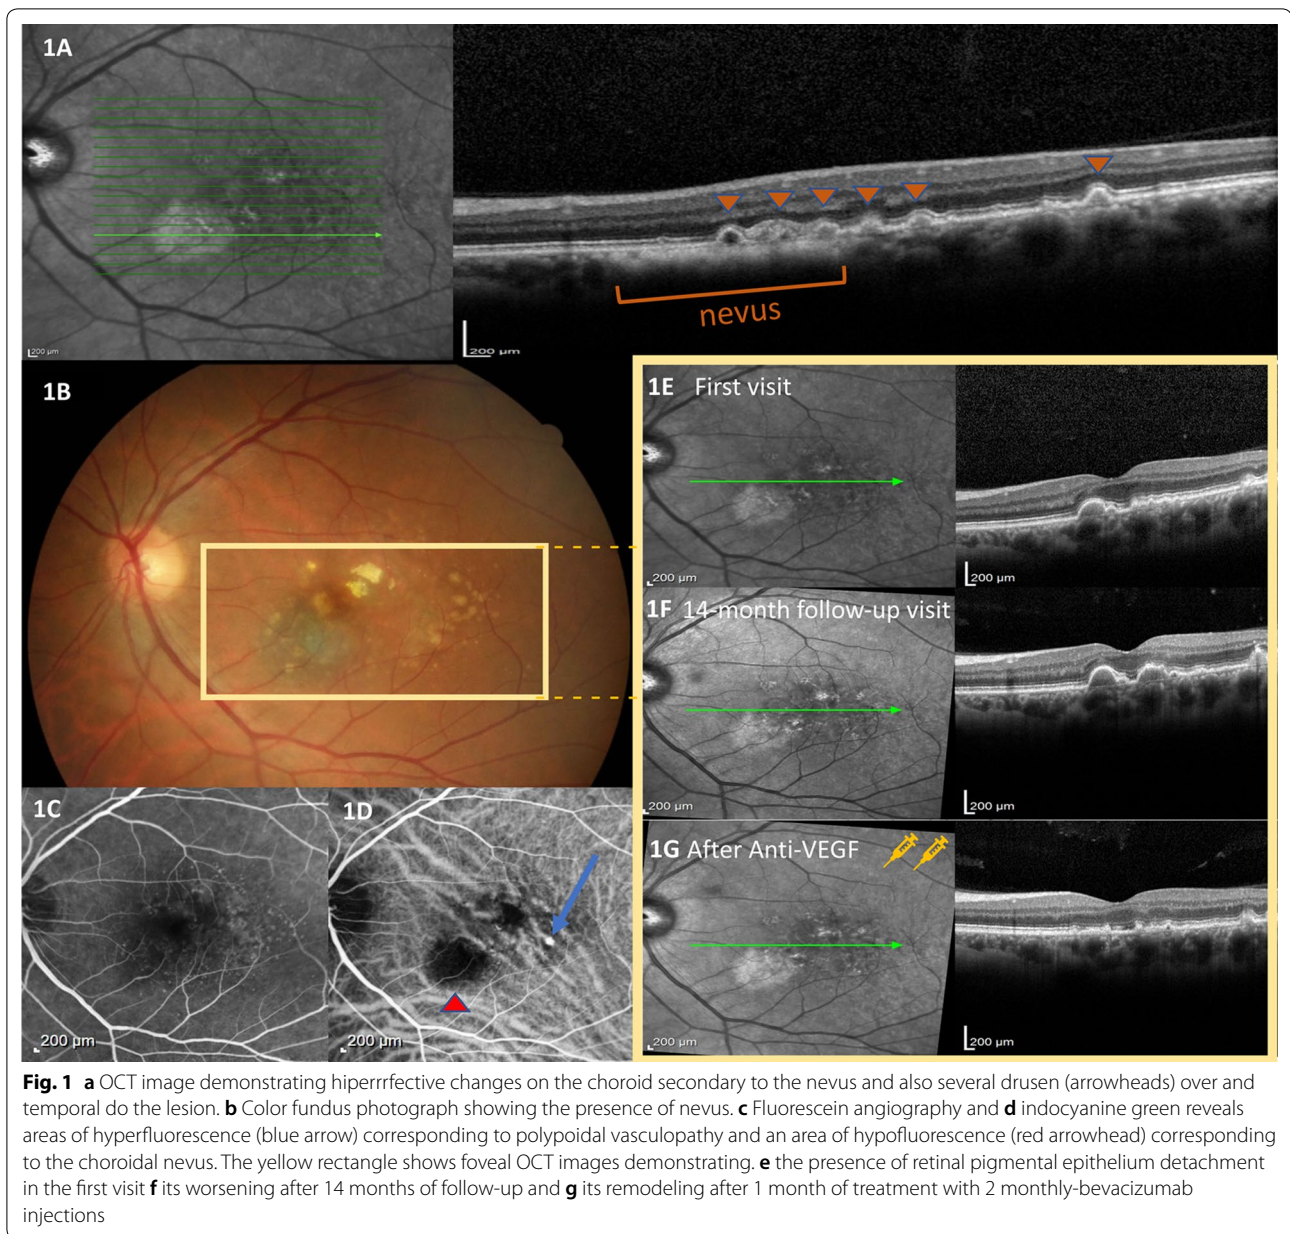 1A
200 µm
nevus
200 µm
1B
1E First visit
200 µm
200 µm
1F 14-month follow-up visit
200 µm
200 µm
1C
200 µm
1D
200 µm
1G After Anti-VEGF
200 µm
200 µm
Fig. 1 a OCT image demonstrating hiperrrfective changes on the choroid secondary to the nevus and also several drusen (arrowheads) over and
temporal do the lesion. b Color fundus photograph showing the presence of nevus. c Fluorescein angiography and d indocyanine green reveals
areas of hyperfluorescence (blue arrow) corresponding to polypoidal vasculopathy and an area of hypofluorescence (red arrowhead) corresponding
to the choroidal nevus. The yellow rectangle shows foveal OCT images demonstrating. e the presence of retinal pigmental epithelium detachment
in the first visit f its worsening after 14 months of follow-up and g its remodeling after 1 month of treatment with 2 monthly-bevacizumab
injections